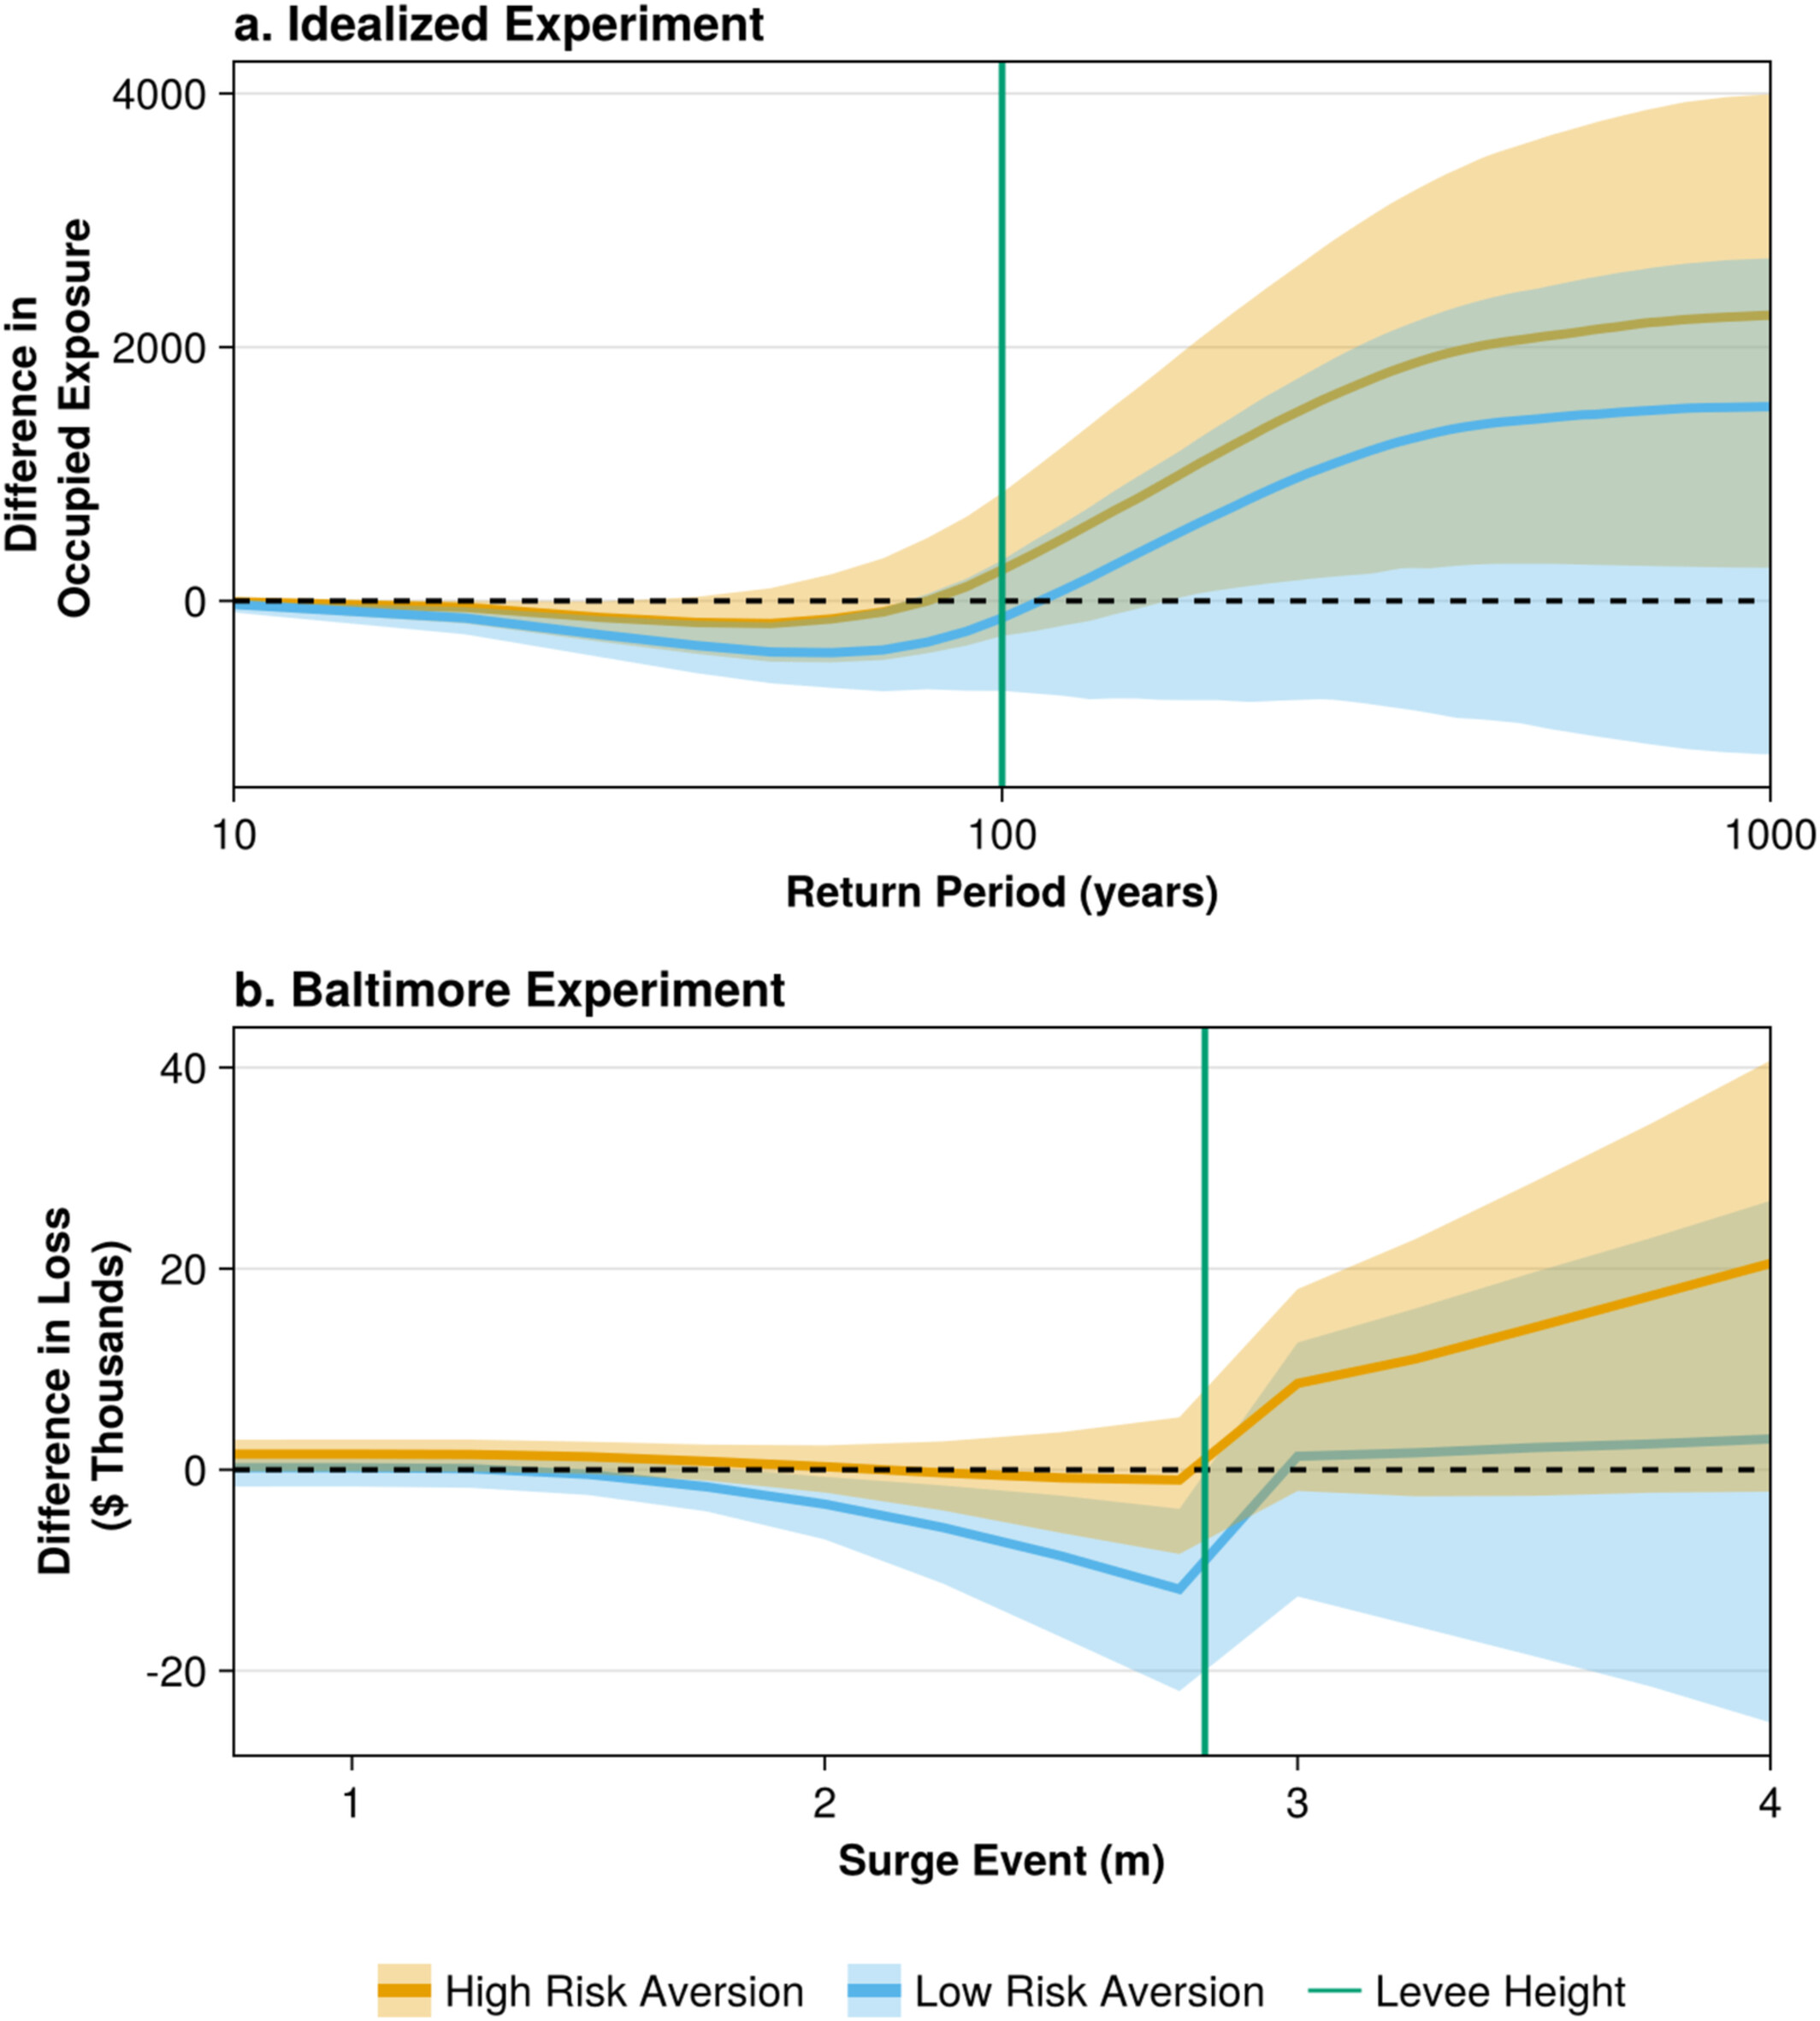 a. Idealized Experiment
Difference in
Occupied Exposure
4000
2000
0
10
100
1000
Return Period (years)
b. Baltimore Experiment
Difference in Loss
($ Thousands)
40
20
0
-20
1
2
3
4
Surge Event (m)
High Risk Aversion
Low Risk Aversion
Levee Height